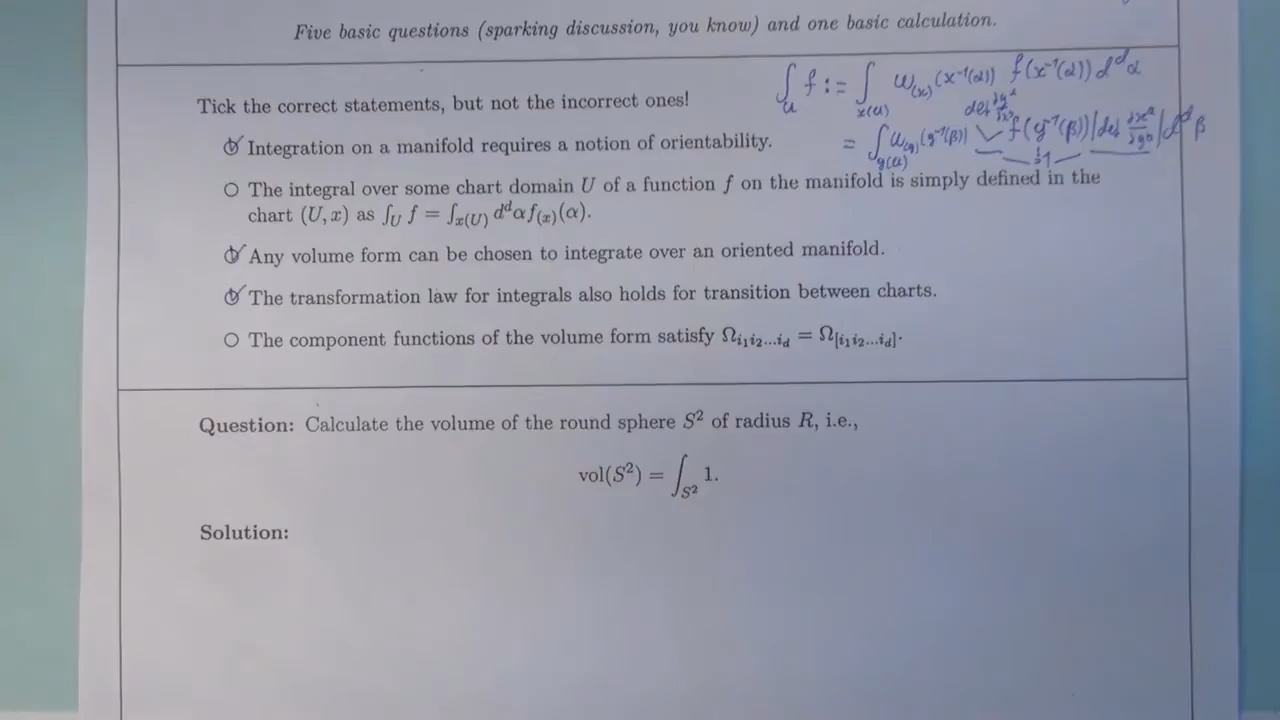 Five basic questions (sparking discussion, you know) and one basic calculation.
∫_U f := ∫_{x(U)} ω_{(x)}(x⁻¹(α)) f(x⁻¹(α)) d^d α
Tick the correct statements, but not the incorrect ones!
det ∂y^a/∂x^b
= ∫_{y(U)} ω_{(y)}(y⁻¹(β)) f(y⁻¹(β)) |det ∂x^a/∂y^b| d^d β
Integration on a manifold requires a notion of orientability.
1
The integral over some chart domain U of a function f on the manifold is simply defined in the
chart (U, x) as ∫_U f = ∫_{x(U)} d^d α f_{(x)}(α).
Any volume form can be chosen to integrate over an oriented manifold.
The transformation law for integrals also holds for transition between charts.
The component functions of the volume form satisfy Ω_{i₁i₂…i_d} = Ω_{[i₁i₂…i_d]}.
Question: Calculate the volume of the round sphere S² of radius R, i.e.,
vol(S²) = ∫_{S²} 1.
Solution: